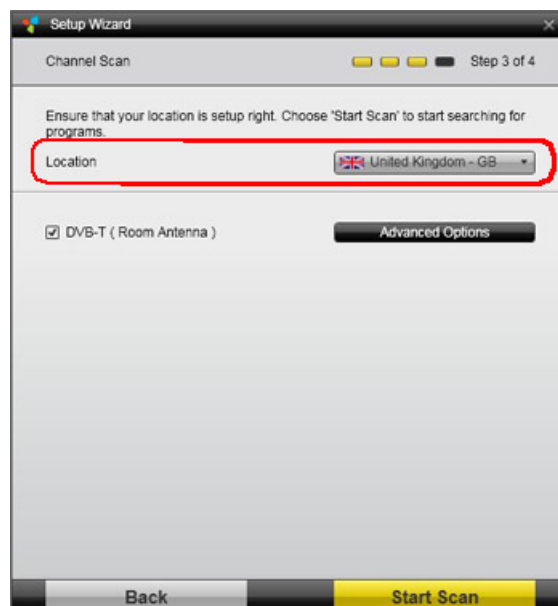 Setup Wizard
Channel Scan Step 3 of 4
Ensure that your location is setup right. Choose 'Start Scan' to start searching for
programs.
Location United Kingdom - GB
DVB-T ( Room Antenna ) Advanced Options
Back Start Scan